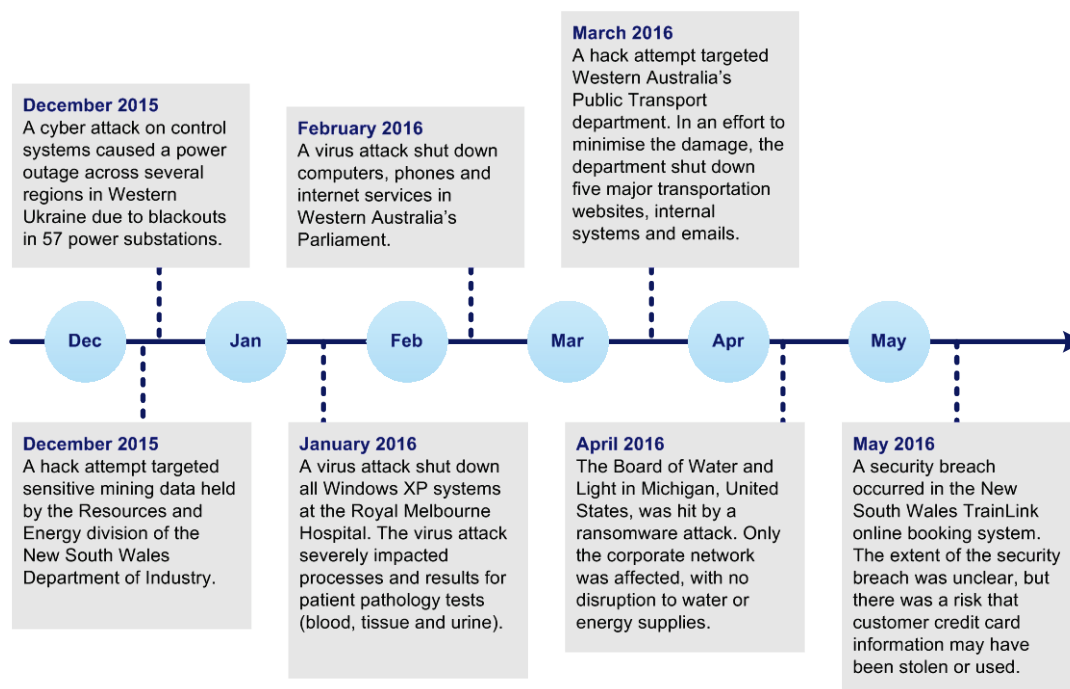 December 2015
A cyber attack on control
systems caused a power
outage across several
regions in Western
Ukraine due to blackouts
in 57 power substations.
February 2016
A virus attack shut down
computers, phones and
internet services in
Western Australia's
Parliament.
March 2016
A hack attempt targeted
Western Australia's
Public Transport
department. In an effort to
minimise the damage, the
department shut down
five major transportation
websites, internal
systems and emails.
Dec
Jan
Feb
Mar
Apr
May
December 2015
A hack attempt targeted
sensitive mining data held
by the Resources and
Energy division of the
New South Wales
Department of Industry.
January 2016
A virus attack shut down
all Windows XP systems
at the Royal Melbourne
Hospital. The virus attack
severely impacted
processes and results for
patient pathology tests
(blood, tissue and urine).
April 2016
The Board of Water and
Light in Michigan, United
States, was hit by a
ransomware attack. Only
the corporate network
was affected, with no
disruption to water or
energy supplies.
May 2016
A security breach
occurred in the New
South Wales TrainLink
online booking system.
The extent of the security
breach was unclear, but
there was a risk that
customer credit card
information may have
been stolen or used.